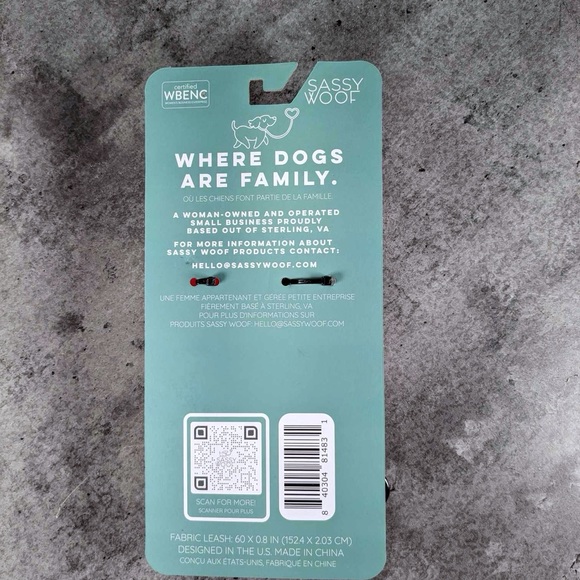 certified
WBENC
SASSY
WOOF
WHERE DOGS
ARE FAMILY.
OÙ LES CHIENS FONT PARTIE DE LA FAMILLE.
A WOMAN-OWNED AND OPERATED
SMALL BUSINESS PROUDLY
BASED OUT OF STERLING, VA
FOR MORE INFORMATION ABOUT
SASSY WOOF PRODUCTS CONTACT:
HELLO@SASSYWOOF.COM
UNE FEMME APPARTENANT ET GÉRÉE PETITE ENTREPRISE
FIÈREMENT BASÉ À STERLING, VA
POUR PLUS D'INFORMATIONS SUR
PRODUITS SASSY WOOF: HELLO@SASSYWOOF.COM
SCAN FOR MORE!
SCANNER POUR PLUS
8 40304 81483 1
FABRIC LEASH: 60 X 0.8 IN (152.4 X 2.03 CM)
DESIGNED IN THE U.S. MADE IN CHINA
CONÇU AUX ÉTATS-UNIS, FABRIQUÉ EN CHINE